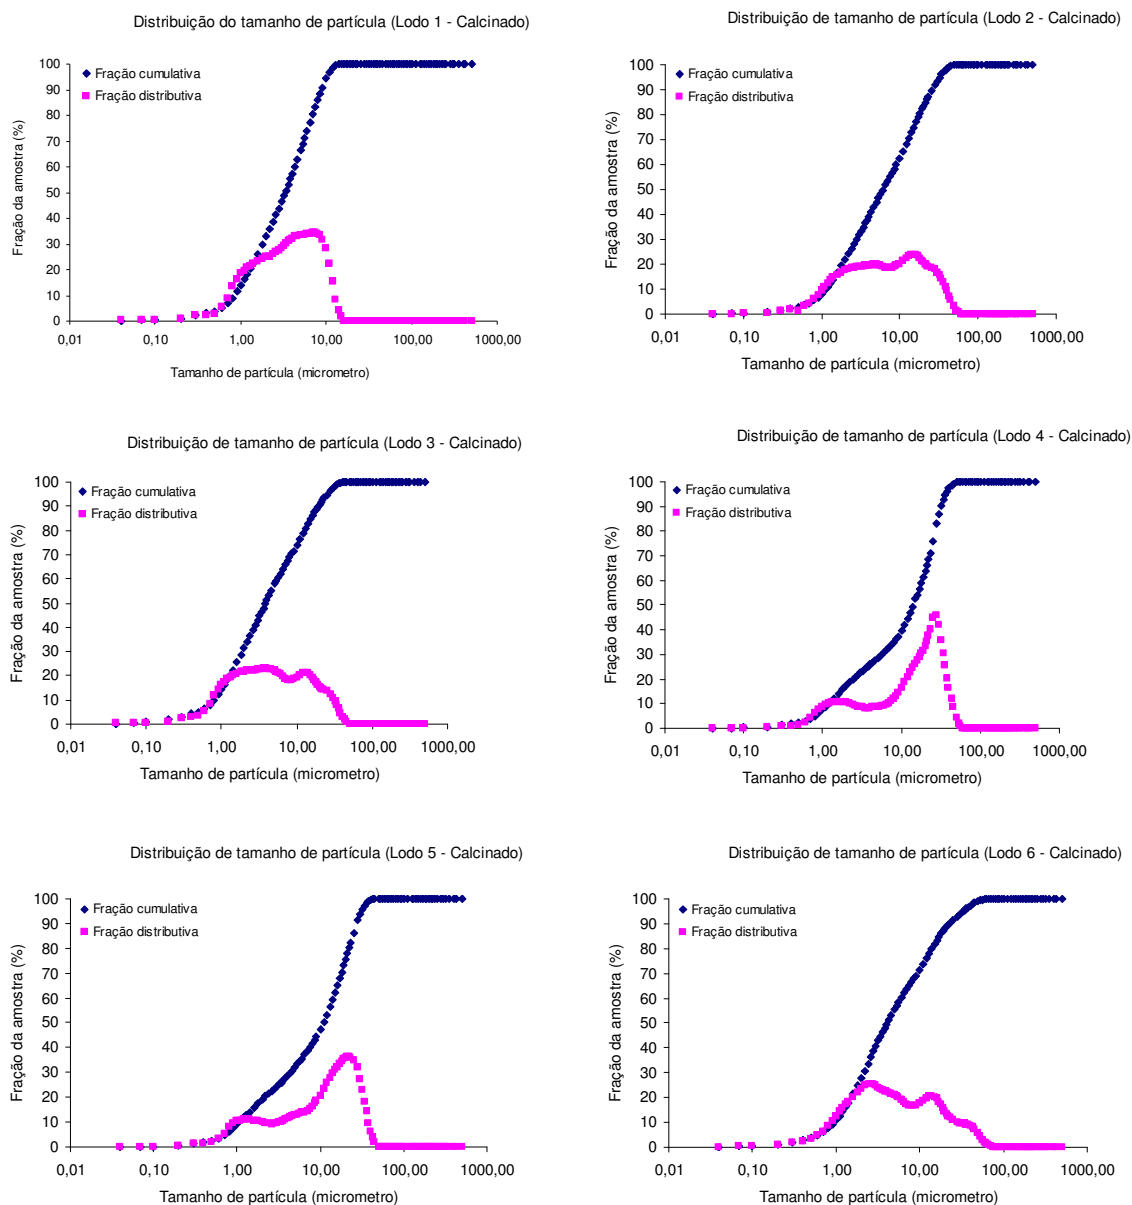 Distribuição do tamanho de partícula (Lodo 1 - Calcinado)
Fração cumulativa
Fração distributiva
Fração da amostra (%)
100
90
80
70
60
50
40
30
20
10
0
0,01 0,10 1,00 10,00 100,00 1000,00
Tamanho de partícula (micrometro)
Distribuição de tamanho de partícula (Lodo 2 - Calcinado)
Fração cumulativa
Fração distributiva
Fração da amostra (%)
100
90
80
70
60
50
40
30
20
10
0
0,01 0,10 1,00 10,00 100,00 1000,00
Tamanho de partícula (micrometro)
Distribuição de tamanho de partícula (Lodo 3 - Calcinado)
Fração cumulativa
Fração distributiva
Fração da amostra (%)
100
90
80
70
60
50
40
30
20
10
0
0,01 0,10 1,00 10,00 100,00 1000,00
Tamanho de partícula (micrometro)
Distribuição de tamanho de partícula (Lodo 4 - Calcinado)
Fração cumulativa
Fração distributiva
Fração da amostra (%)
100
90
80
70
60
50
40
30
20
10
0
0,01 0,10 1,00 10,00 100,00 1000,00
Tamanho de partícula (micrometro)
Distribuição de tamanho de partícula (Lodo 5 - Calcinado)
Fração cumulativa
Fração distributiva
Fração da amostra (%)
100
90
80
70
60
50
40
30
20
10
0
0,01 0,10 1,00 10,00 100,00 1000,00
Tamanho de partícula (micrometro)
Distribuição de tamanho de partícula (Lodo 6 - Calcinado)
Fração cumulativa
Fração distributiva
Fração da amostra (%)
100
90
80
70
60
50
40
30
20
10
0
0,01 0,10 1,00 10,00 100,00 1000,00
Tamanho de partícula (micrometro)